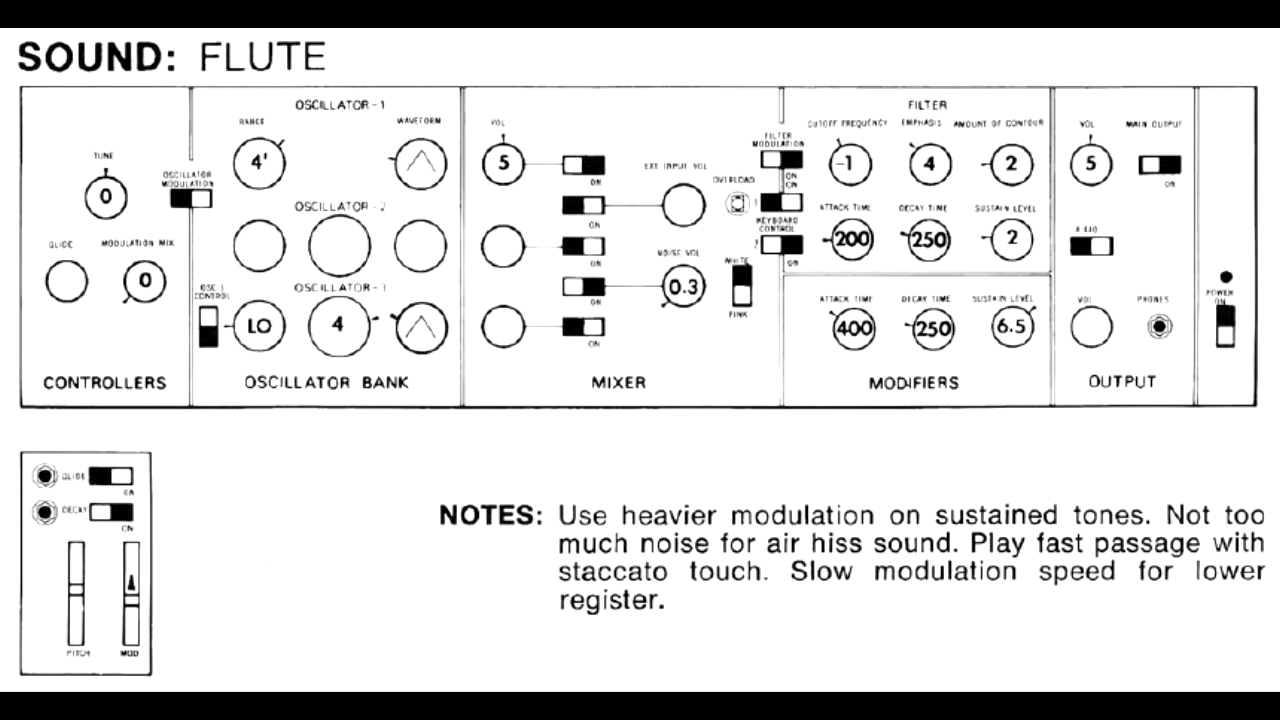 SOUND: FLUTE
OSCILLATOR-1
FILTER
RANGE
WAVEFORM
VOL
CUTOFF FREQUENCY
EMPHASIS
AMOUNT OF CONTOUR
VOL
MAIN OUTPUT
FILTER
MODULATION
TUNE
4'
5
-1
4
2
5
ON
EXT INPUT VOL
ON
ON
ON
OSCILLATOR
MODULATION
OVERLOAD
0
1
OSCILLATOR-2
ATTACK TIME
DECAY TIME
SUSTAIN LEVEL
KEYBOARD
CONTROL
ON
A 440
GLIDE
MODULATION MIX
2
200
250
2
NOISE VOL
WHITE
ON
ON
0
OSC. 3
CONTROL
OSCILLATOR-3
0.3
POWER
ON
ON
PINK
ATTACK TIME
DECAY TIME
SUSTAIN LEVEL
VOL
PHONES
LO
4
400
250
6.5
ON
CONTROLLERS
OSCILLATOR BANK
MIXER
MODIFIERS
OUTPUT
GLIDE
ON
DECAY
ON
PITCH
MOD
NOTES: Use heavier modulation on sustained tones. Not too
much noise for air hiss sound. Play fast passage with
staccato touch. Slow modulation speed for lower
register.